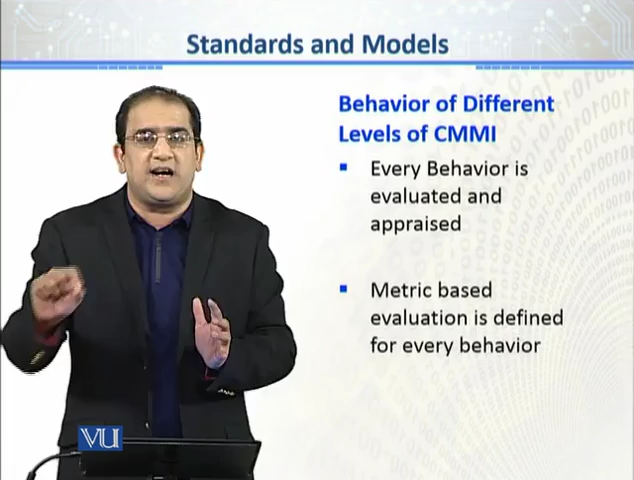 Standards and Models
Behavior of Different
Levels of CMMI
▪ Every Behavior is
evaluated and
appraised
▪ Metric based
evaluation is defined
for every behavior
VU